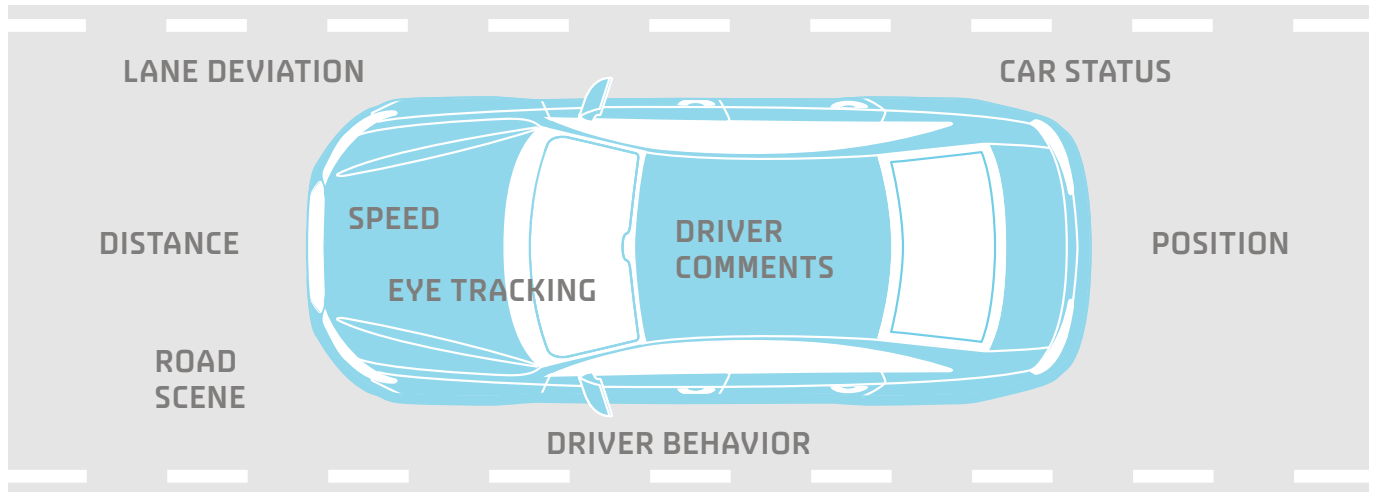 LANE DEVIATION
CAR STATUS
SPEED
DRIVER
COMMENTS
DISTANCE
POSITION
EYE TRACKING
ROAD
SCENE
DRIVER BEHAVIOR